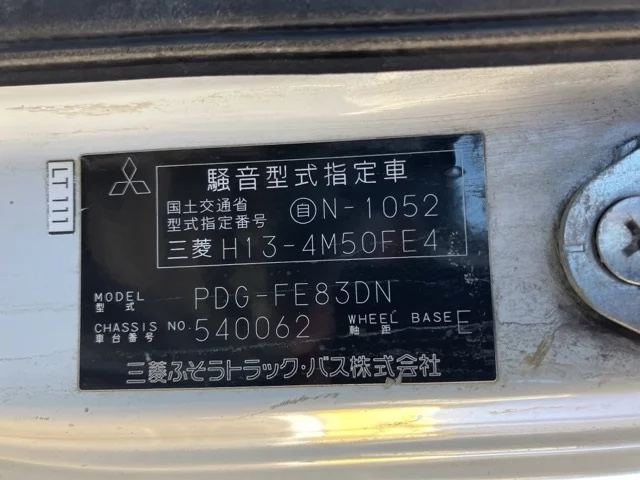 LT111
騒音型式指定車
国土交通省
型式指定番号 自N-1052
三菱 H13-4M50FE4
MODEL 型式 PDG-FE83DN
CHASSIS NO. 車台番号 540062 WHEEL BASE 軸距 E
三菱ふそうトラック・バス株式会社